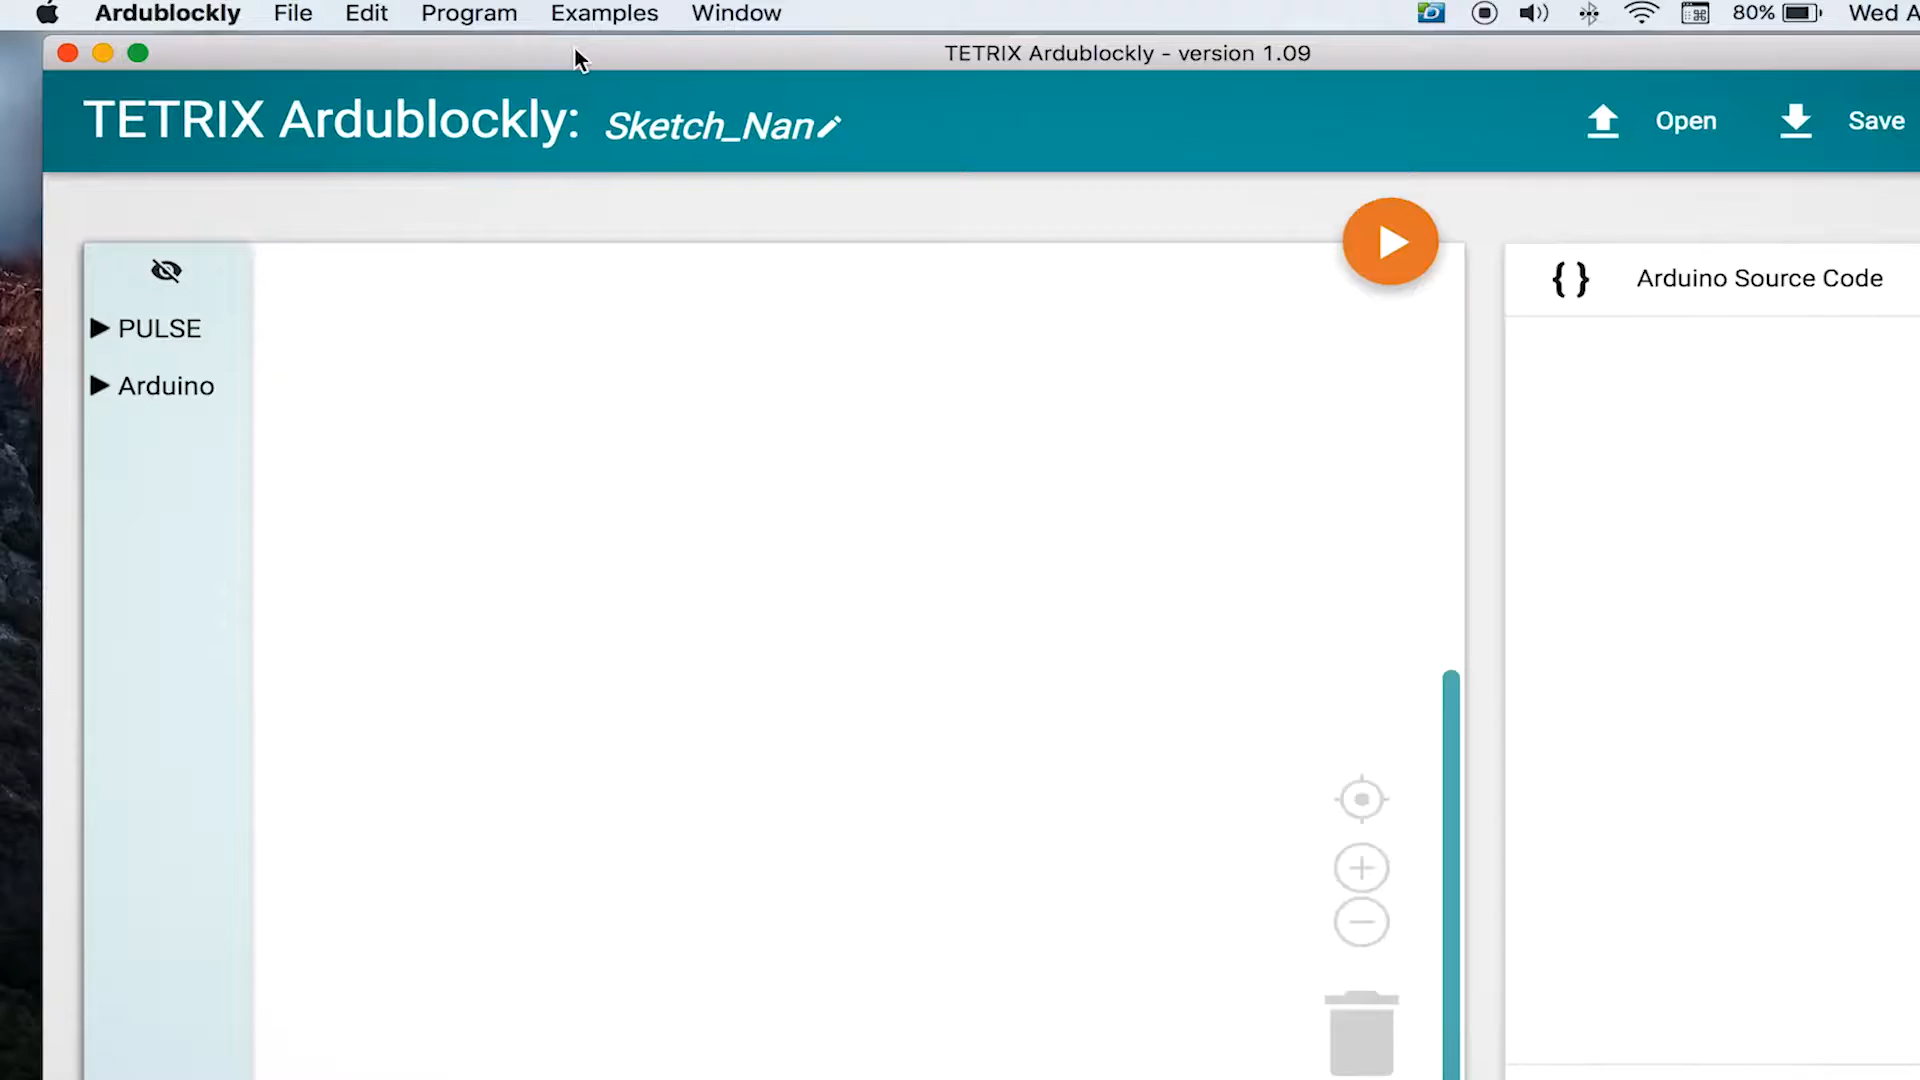 Ardublockly File Edit Program Examples Window 80% Wed A
TETRIX Ardublockly - version 1.09
TETRIX Ardublockly: Sketch_Nan Open Save
{ } Arduino Source Code
PULSE
Arduino